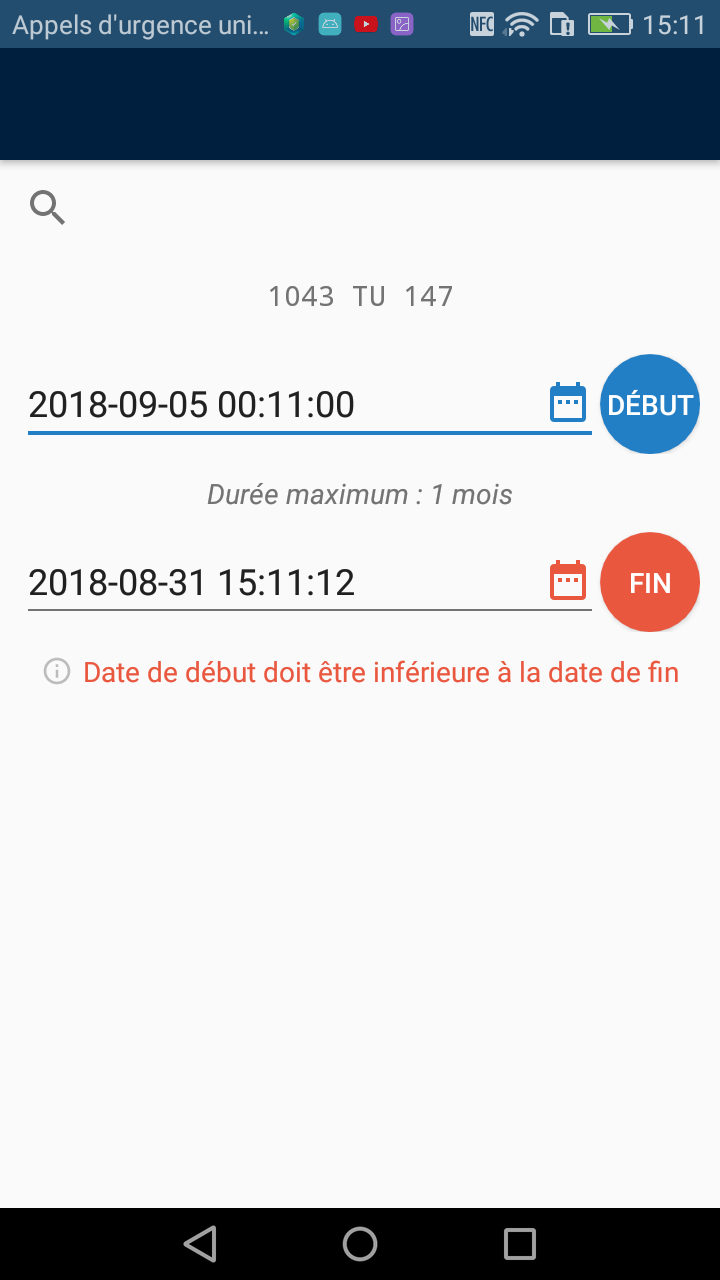 Appels d'urgence uni... NFC 15:11
1043 TU 147
2018-09-05 00:11:00 DÉBUT
Durée maximum : 1 mois
2018-08-31 15:11:12 FIN
Date de début doit être inférieure à la date de fin